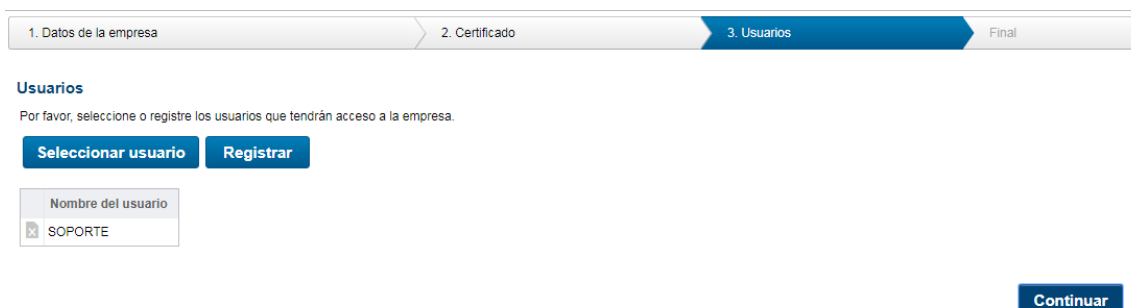 1. Datos de la empresa
2. Certificado
3. Usuarios
Final
Usuarios
Por favor, seleccione o registre los usuarios que tendrán acceso a la empresa.
Seleccionar usuario
Registrar
Nombre del usuario
SOPORTE
Continuar